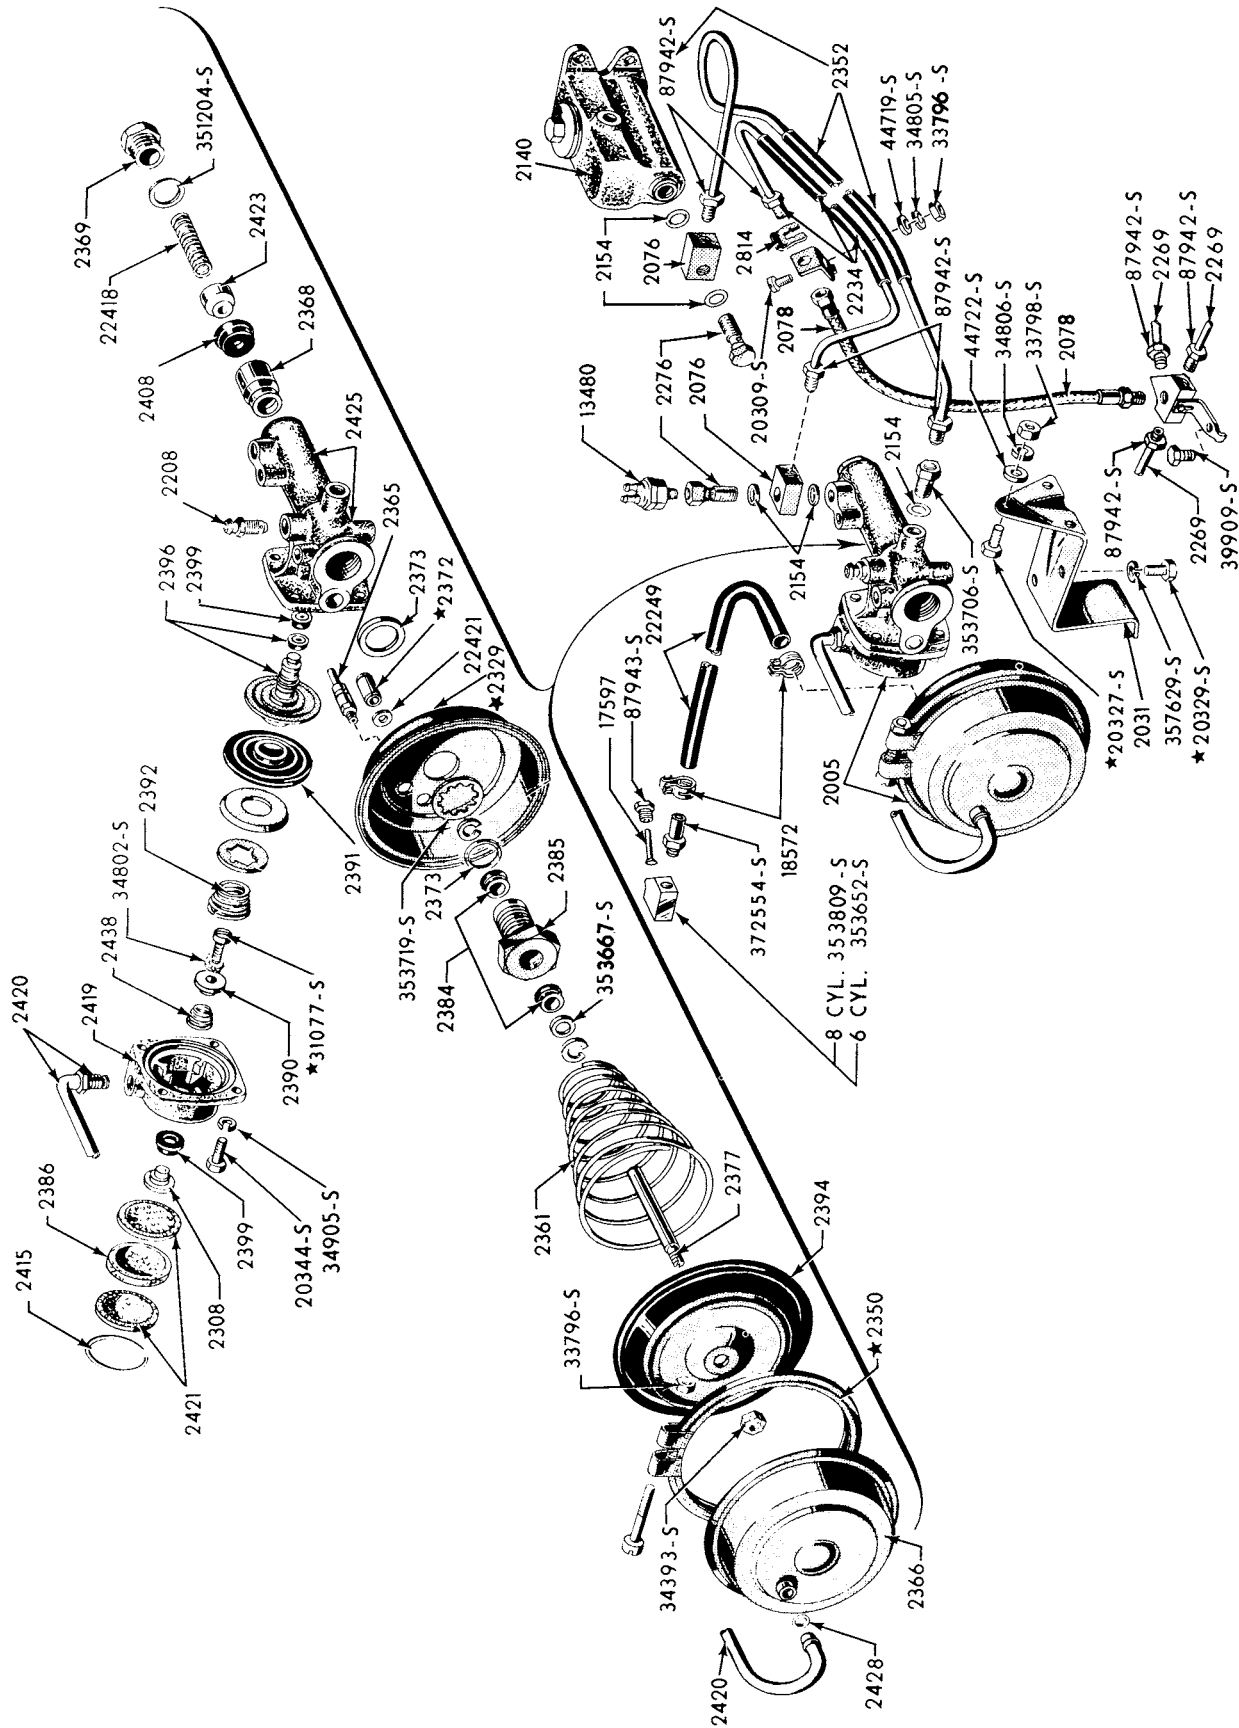 2369
351204-S
22418
2423
2408
2368
2208
2425
2396
2399
2365
2373
★2372
22421
★2329
2392
34802-S
2438
2420
2419
2391
★31077-S
2390
2386
2415
2399
20344-S
34905-S
2308
2421
353719-S
2373
2384
2385
353667-S
2361
2377
2394
33796-S
★2350
34393-S
2366
2428
2420
87942-S
2140
2352
2154
2076
2814
44719-S
34805-S
33796-S
2234
87942-S
2078
20309-S
2276
2076
13480
44722-S
34806-S
33798-S
2078
87942-S
2269
87942-S
2269
2154
2154
22249
87943-S
17597
353706-S
87942-S
2269
39909-S
★20327-S
2031
357629-S
★20329-S
2005
18572
372554-S
8 CYL. 353809-S
6 CYL. 353652-S